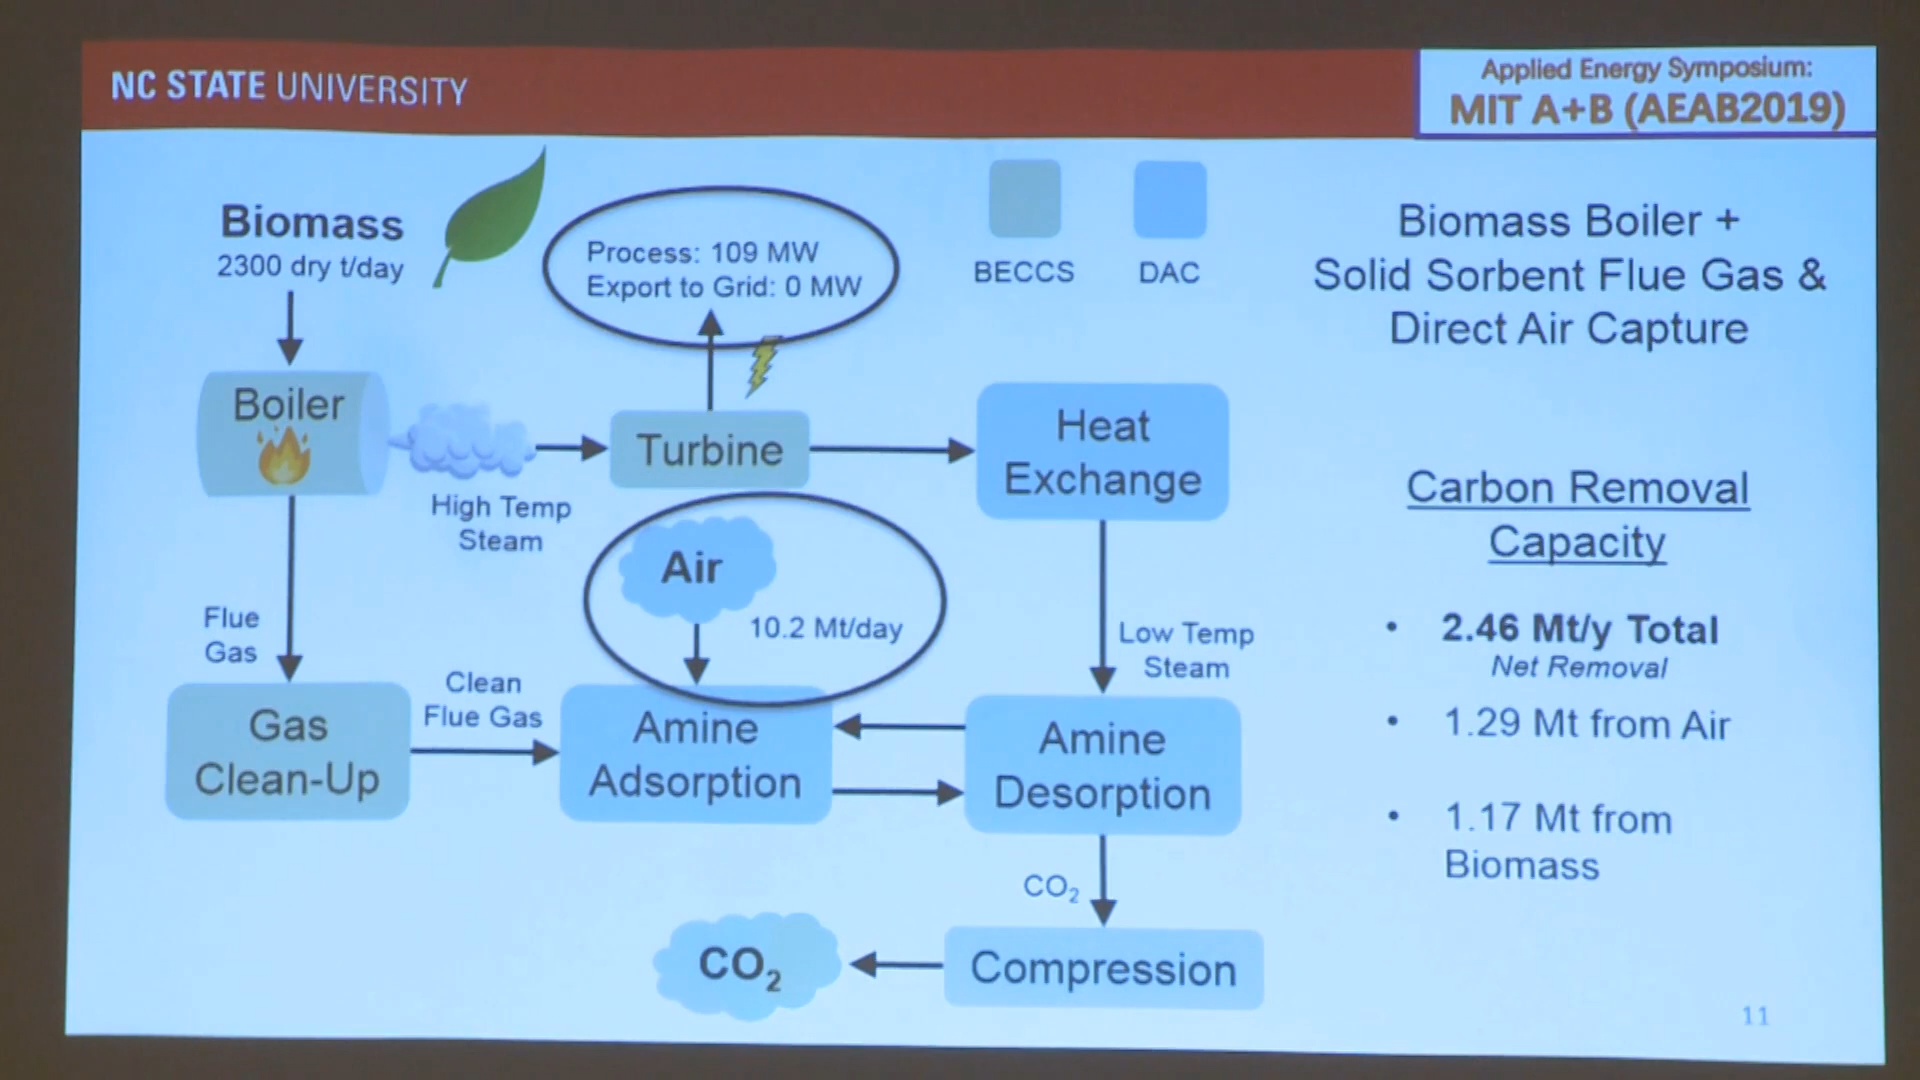 NC STATE UNIVERSITY
Applied Energy Symposium:
MIT A+B (AEAB2019)
Biomass
2300 dry t/day
Process: 109 MW
Export to Grid: 0 MW
BECCS
DAC
Biomass Boiler +
Solid Sorbent Flue Gas &
Direct Air Capture
Boiler
High Temp
Steam
Turbine
Heat
Exchange
Air
10.2 Mt/day
Flue
Gas
Low Temp
Steam
Gas
Clean-Up
Clean
Flue Gas
Amine
Adsorption
Amine
Desorption
CO₂
Compression
CO₂
Carbon Removal
Capacity
• 2.46 Mt/y Total
Net Removal
• 1.29 Mt from Air
• 1.17 Mt from
Biomass
11